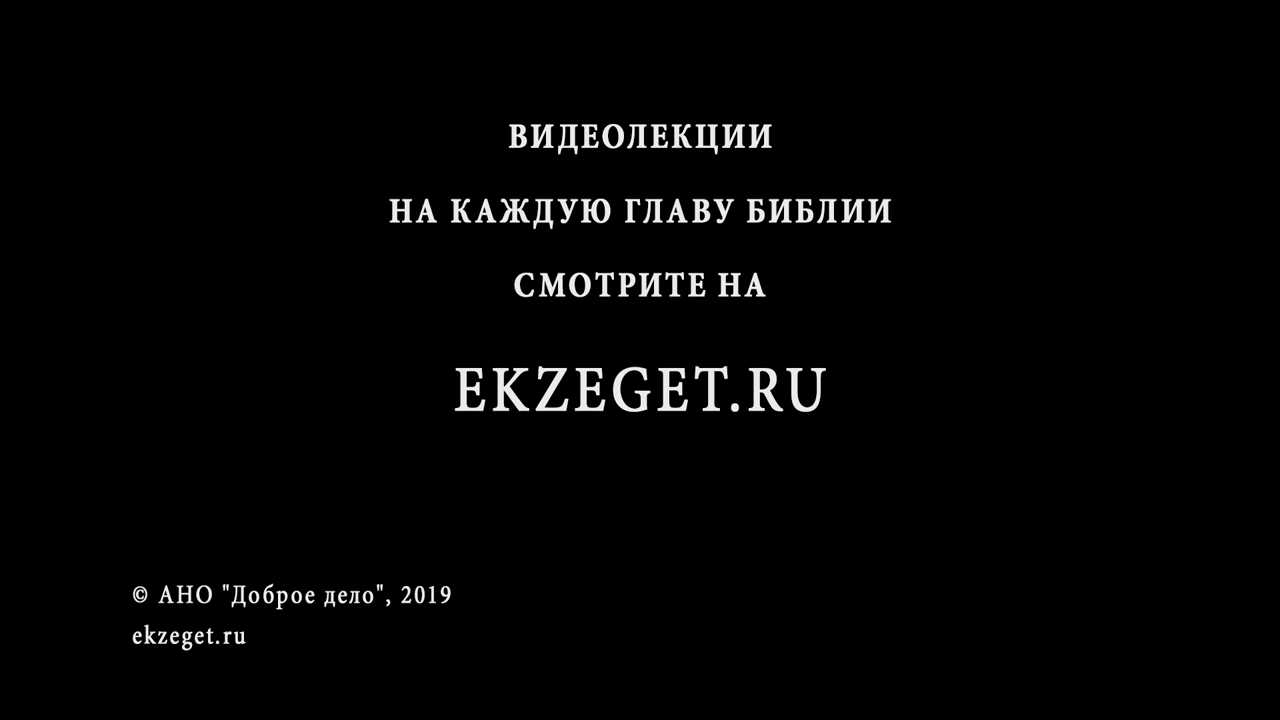 ВИДЕОЛЕКЦИИ
НА КАЖДУЮ ГЛАВУ БИБЛИИ
СМОТРИТЕ НА
EKZEGET.RU
© АНО "Доброе дело", 2019
ekzeget.ru